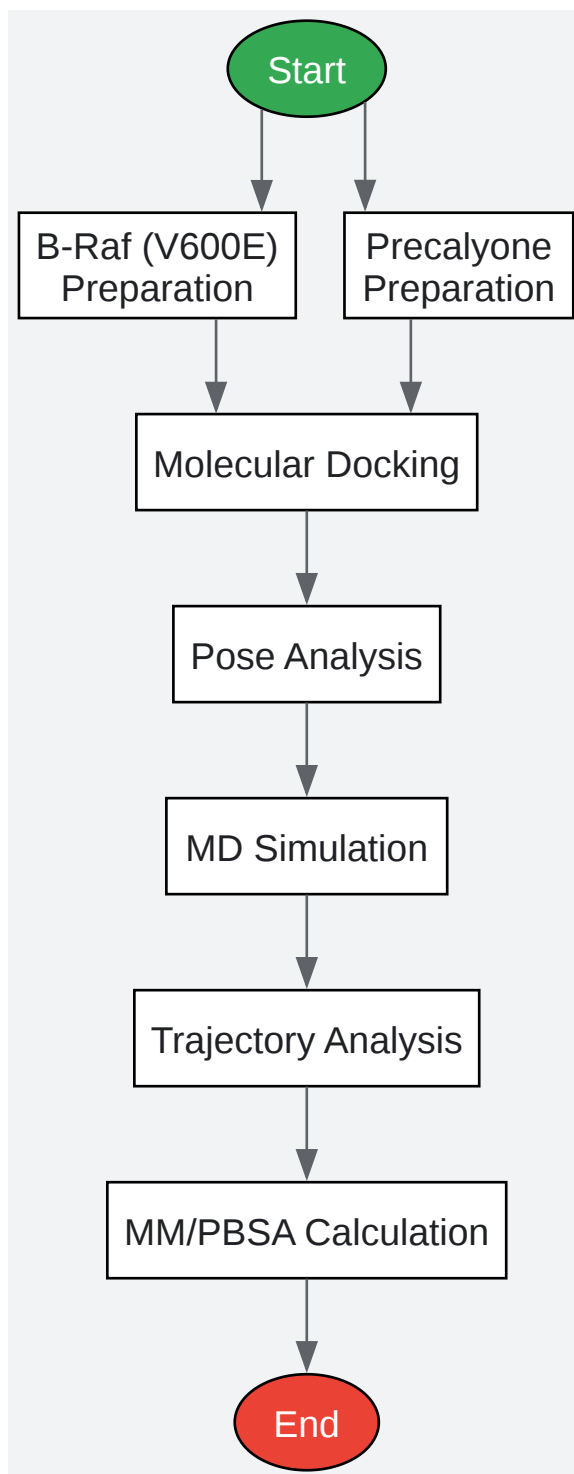 Start
B-Raf (V600E)
Preparation
Precalyone
Preparation
Molecular Docking
Pose Analysis
MD Simulation
Trajectory Analysis
MM/PBSA Calculation
End